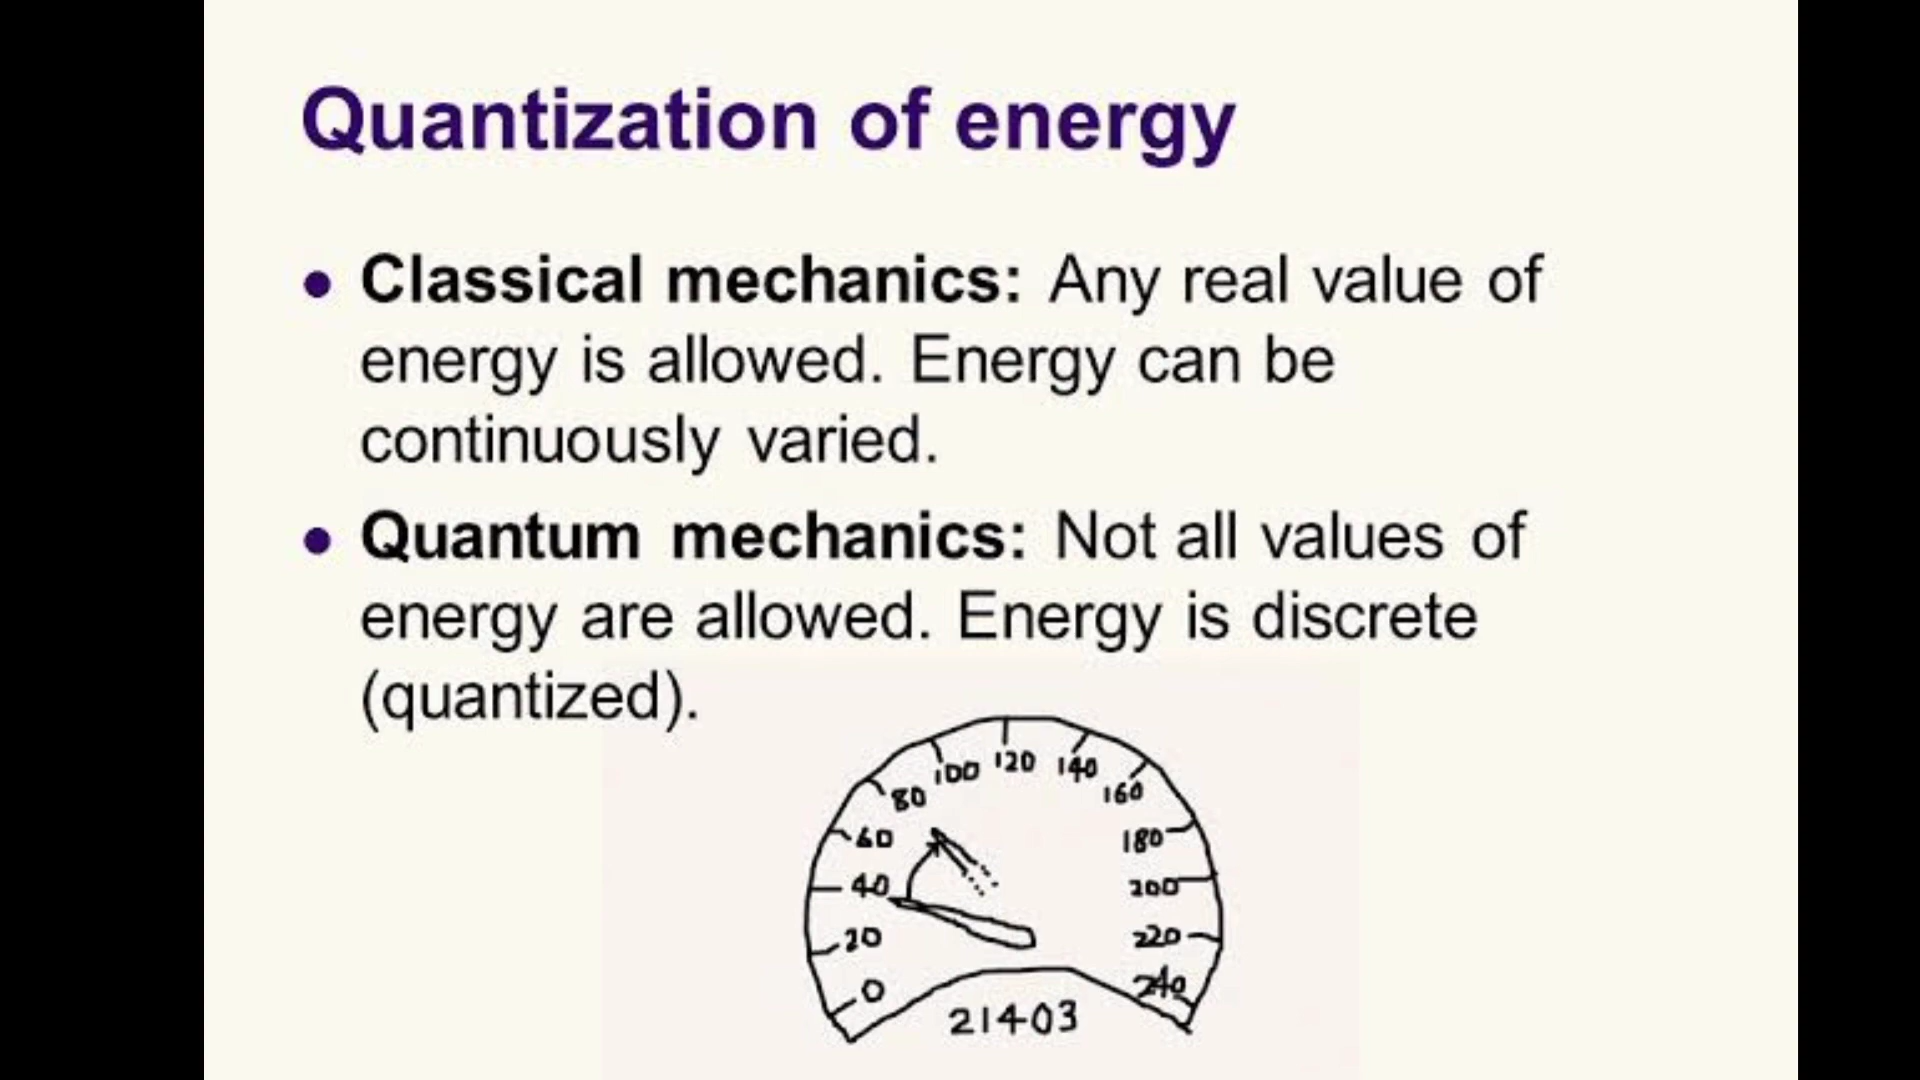 Quantization of energy
Classical mechanics: Any real value of
energy is allowed. Energy can be
continuously varied.
Quantum mechanics: Not all values of
energy are allowed. Energy is discrete
(quantized).
0
20
40
60
80
100
120
140
160
180
200
220
240
21403